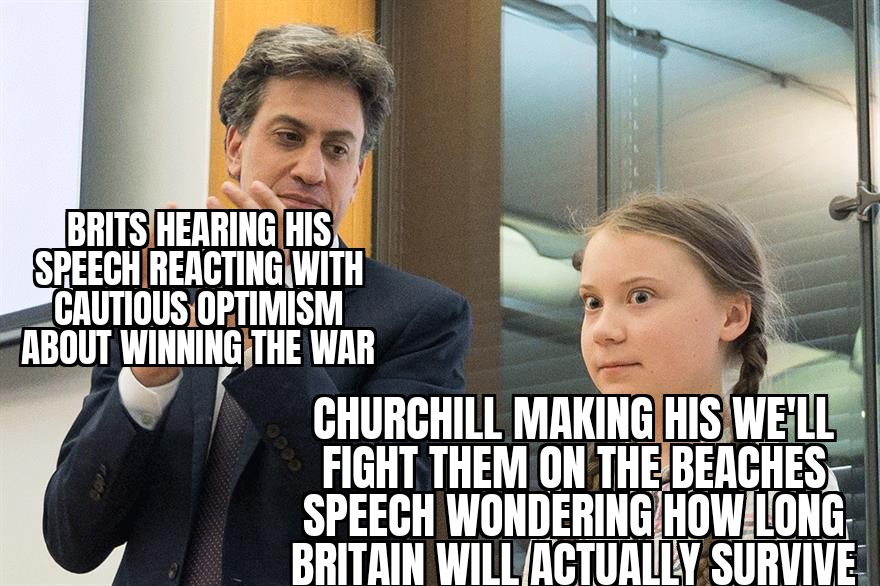 BRITS HEARING HIS
SPEECH REACTING WITH
CAUTIOUS OPTIMISM
ABOUT WINNING THE WAR
CHURCHILL MAKING HIS WE'LL
FIGHT THEM ON THE BEACHES
SPEECH WONDERING HOW LONG
BRITAIN WILL ACTUALLY SURVIVE